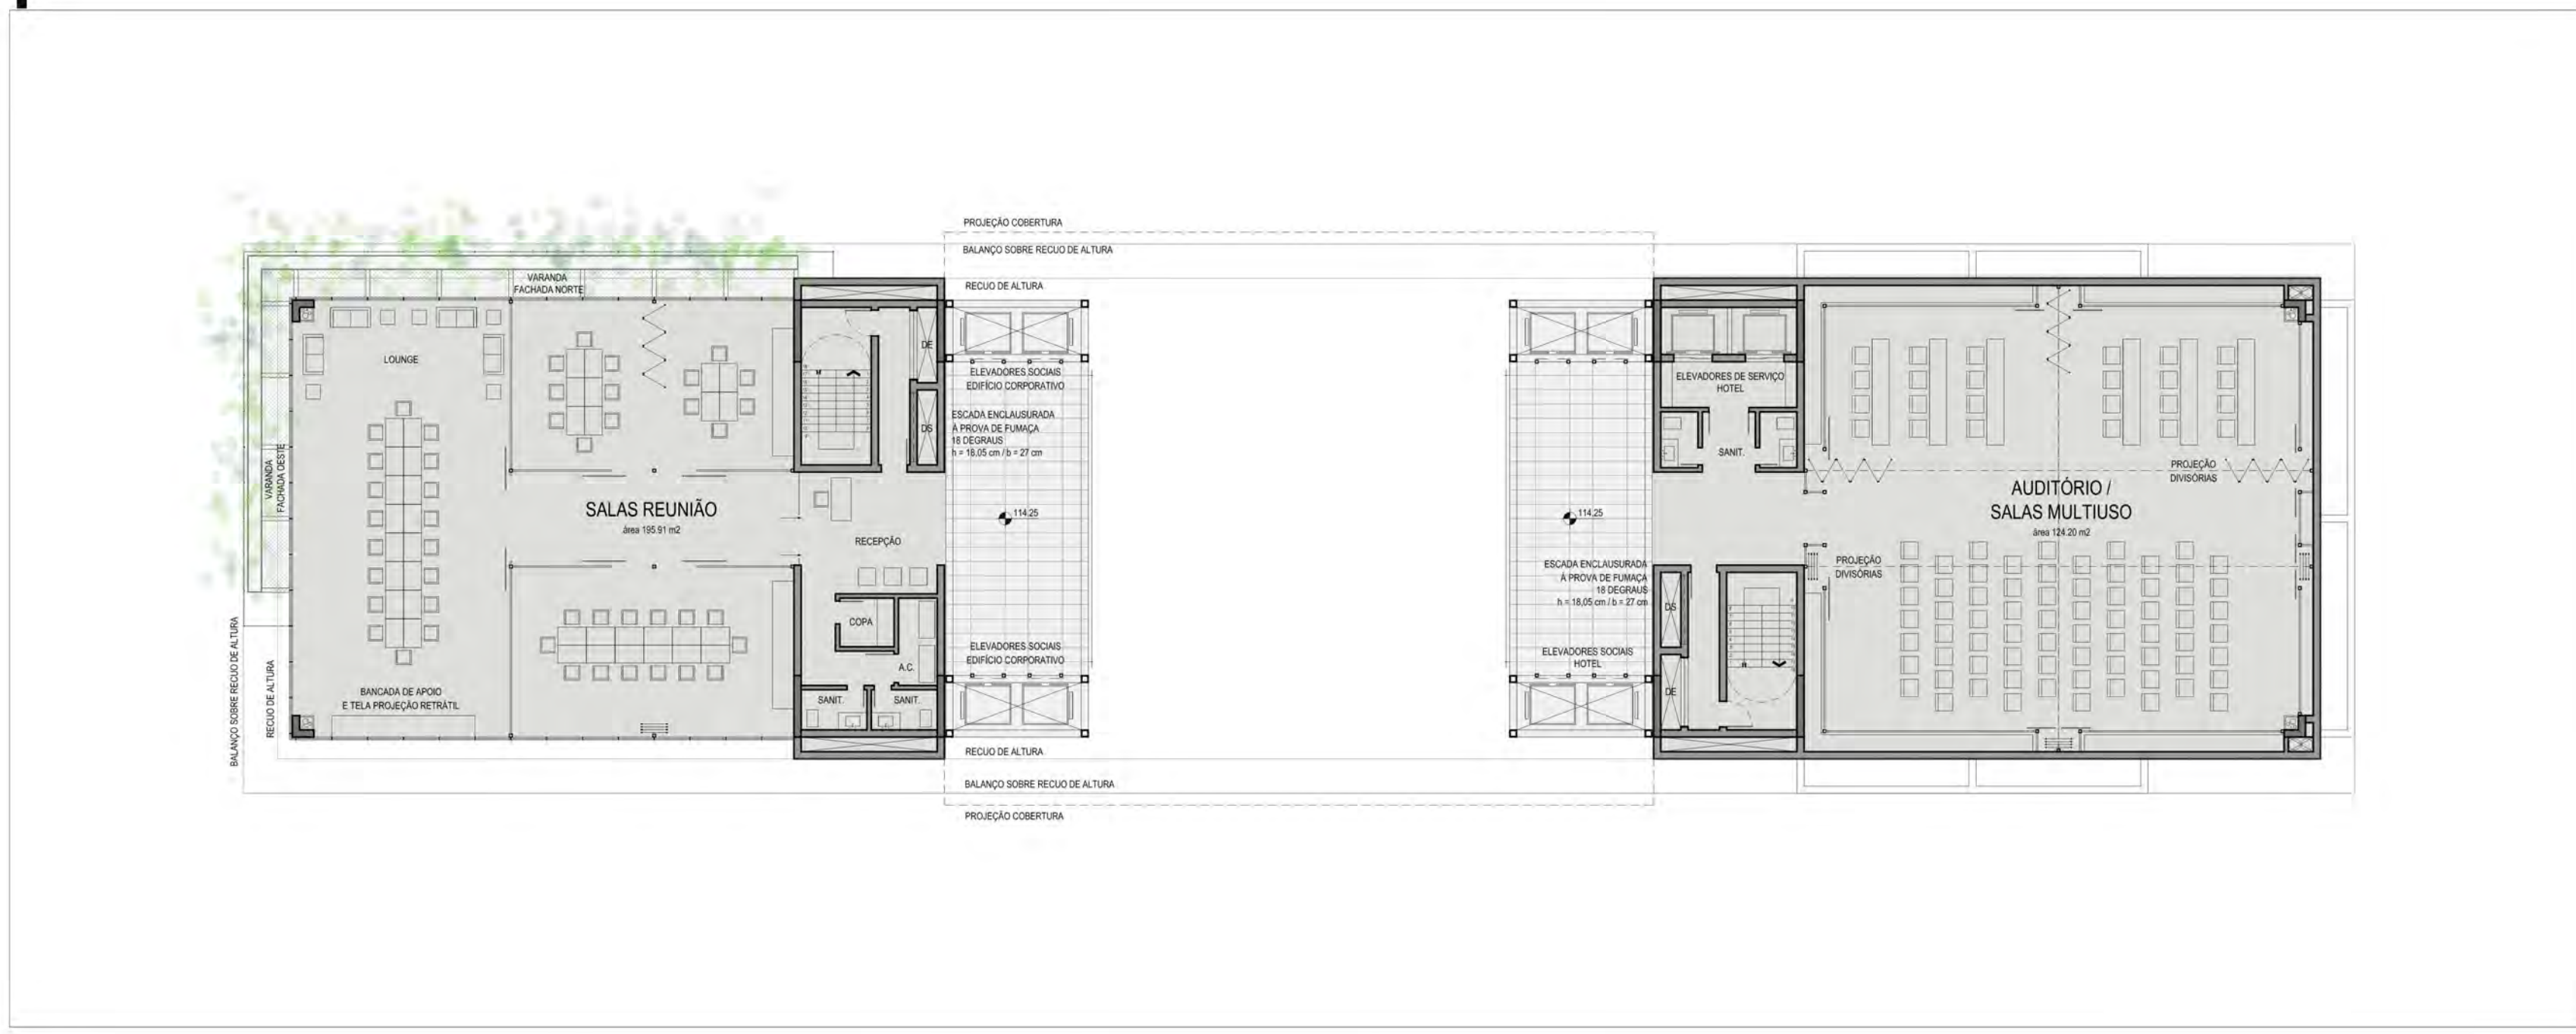 PROJEÇÃO COBERTURA
BALANÇO SOBRE RECUO DE ALTURA
RECUO DE ALTURA
VARANDA
FACHADA NORTE
LOUNGE
VARANDA
FACHADA OESTE
SALAS REUNIÃO
área 195.91 m2
BANCADA DE APOIO
E TELA PROJEÇÃO RETRÁTIL
BALANÇO SOBRE RECUO DE ALTURA
RECUO DE ALTURA
DE
DS
ELEVADORES SOCIAIS
EDIFÍCIO CORPORATIVO
ESCADA ENCLAUSURADA
À PROVA DE FUMAÇA
18 DEGRAUS
h = 18,05 cm / b = 27 cm
114.25
RECEPÇÃO
COPA
A.C.
SANIT.
SANIT.
ELEVADORES SOCIAIS
EDIFÍCIO CORPORATIVO
RECUO DE ALTURA
BALANÇO SOBRE RECUO DE ALTURA
PROJEÇÃO COBERTURA
ELEVADORES DE SERVIÇO
HOTEL
SANIT.
114.25
ESCADA ENCLAUSURADA
À PROVA DE FUMAÇA
18 DEGRAUS
h = 18,05 cm / b = 27 cm
DS
DE
ELEVADORES SOCIAIS
HOTEL
PROJEÇÃO
DIVISÓRIAS
AUDITÓRIO /
SALAS MULTIUSO
área 124.20 m2
PROJEÇÃO
DIVISÓRIAS